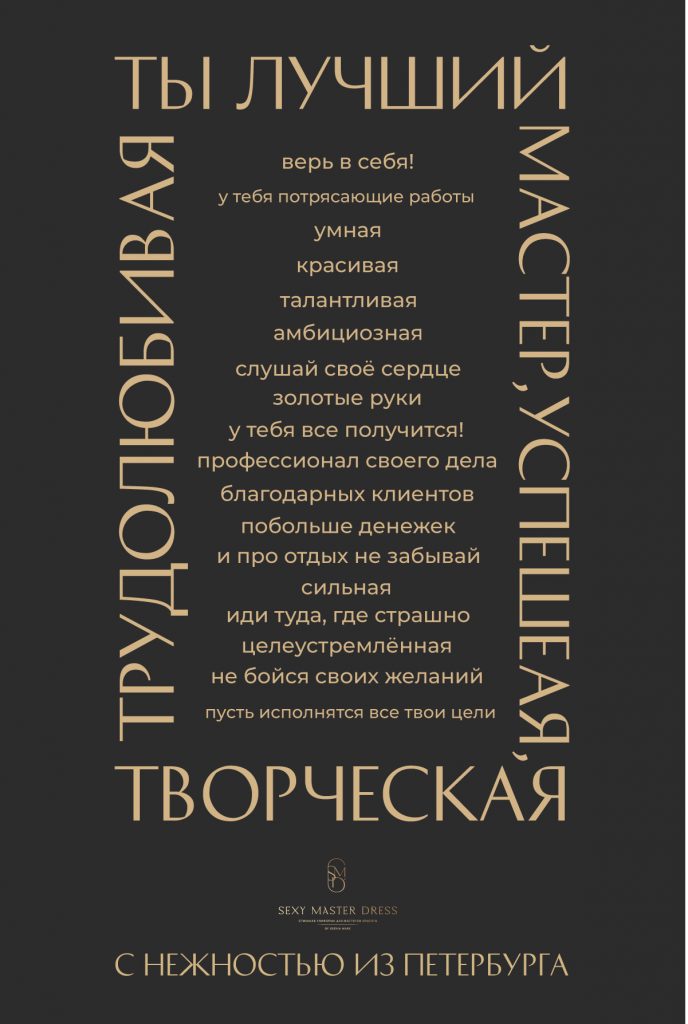 ТЫ ЛУЧШИЙ
МАСТЕР, УСПЕШЕАЯ,
ТРУДОЛЮБИВАЯ
верь в себя!
у тебя потрясающие работы
умная
красивая
талантливая
амбициозная
слушай своё сердце
золотые руки
у тебя все получится!
профессионал своего дела
благодарных клиентов
побольше денежек
и про отдых не забывай
сильная
иди туда, где страшно
целеустремлённая
не бойся своих желаний
пусть исполнятся все твои цели
ТВОРЧЕСКАЯ
SMD
SEXY MASTER DRESS
С НЕЖНОСТЬЮ ИЗ ПЕТЕРБУРГА